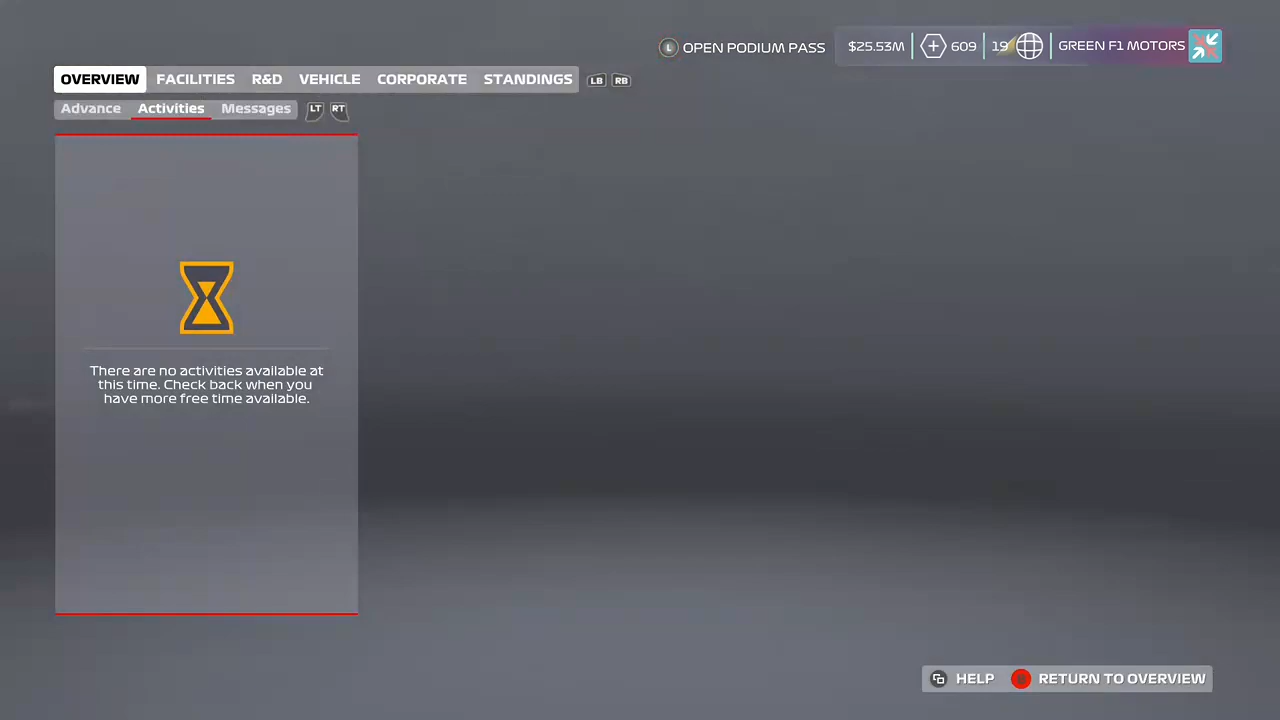 L OPEN PODIUM PASS $25.53M 609 19 GREEN F1 MOTORS
OVERVIEW FACILITIES R&D VEHICLE CORPORATE STANDINGS LB RB
Advance Activities Messages LT RT
There are no activities available at
this time. Check back when you
have more free time available.
HELP B RETURN TO OVERVIEW